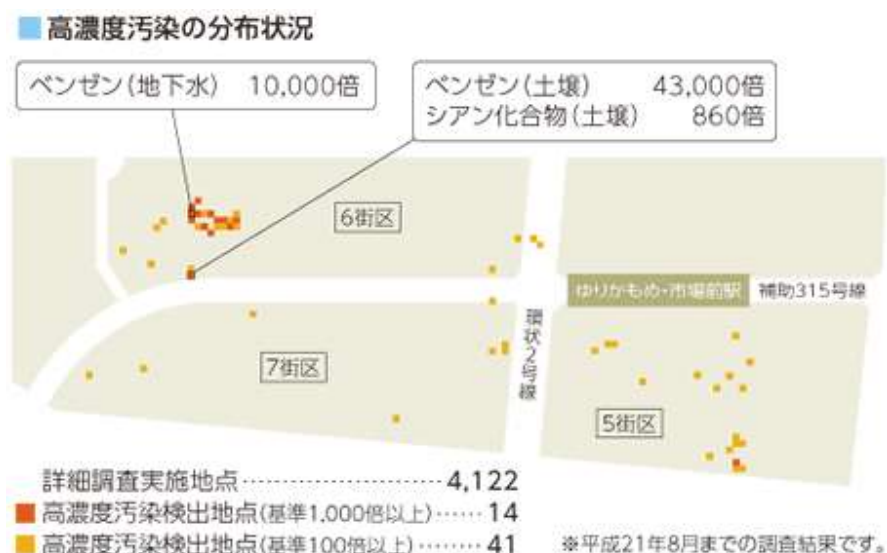 高濃度汚染の分布状況
ベンゼン(地下水) 10,000倍
ベンゼン(土壌) 43,000倍
シアン化合物(土壌) 860倍
6街区
ゆりかもめ・市場前駅 補助315号線
環状2号線
7街区
5街区
詳細調査実施地点…………………… 4,122
高濃度汚染検出地点(基準1,000倍以上)…… 14
高濃度汚染検出地点(基準100倍以上)……… 41
※平成21年8月までの調査結果です。